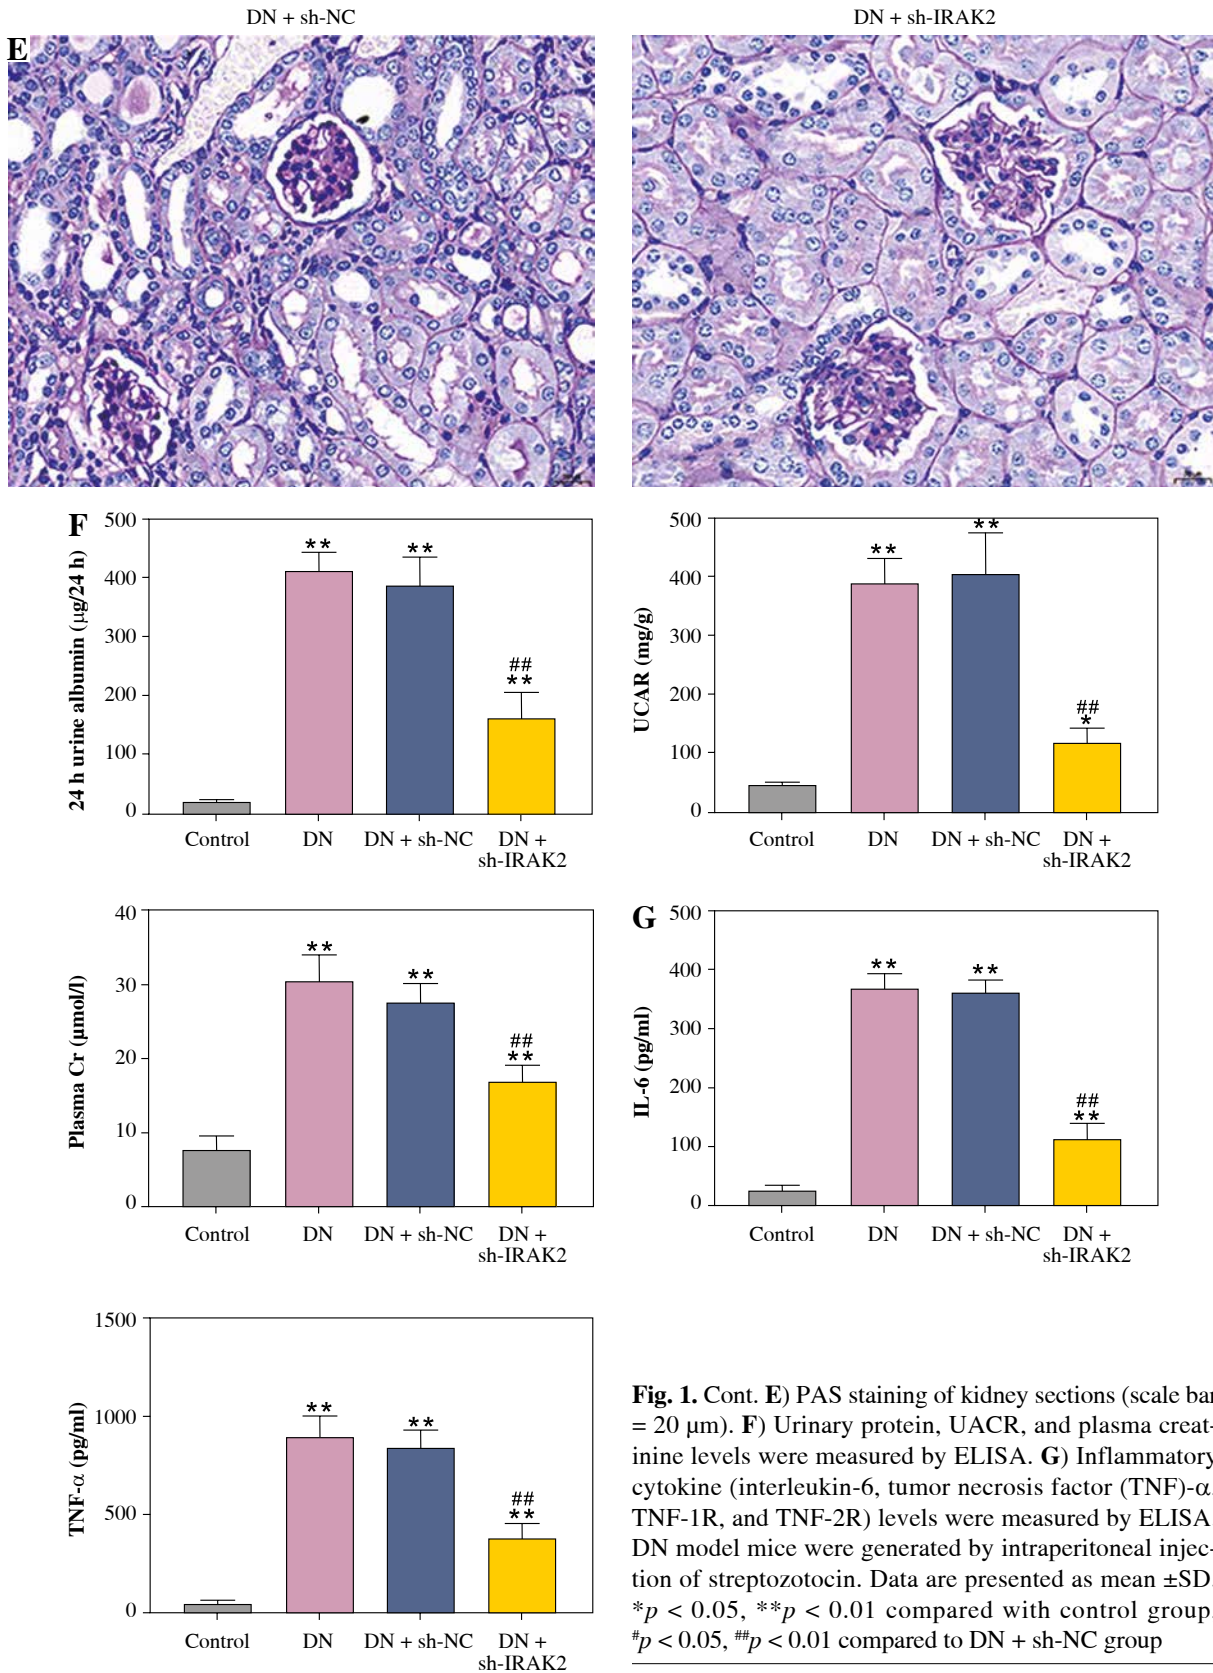 DN + sh-NC
DN + sh-IRAK2
E
F
500
400
300
200
100
0
24 h urine albumin (µg/24 h)
**
**
##
**
Control
DN
DN + sh-NC
DN +
sh-IRAK2
500
400
300
200
100
0
UCAR (mg/g)
**
**
##
*
Control
DN
DN + sh-NC
DN +
sh-IRAK2
40
30
20
10
0
Plasma Cr (µmol/l)
**
**
##
**
Control
DN
DN + sh-NC
DN +
sh-IRAK2
G
500
400
300
200
100
0
IL-6 (pg/ml)
**
**
##
**
Control
DN
DN + sh-NC
DN +
sh-IRAK2
1500
1000
500
0
TNF-α (pg/ml)
**
**
##
**
Control
DN
DN + sh-NC
DN +
sh-IRAK2
Fig. 1. Cont. E) PAS staining of kidney sections (scale bar
= 20 µm). F) Urinary protein, UACR, and plasma creat-
inine levels were measured by ELISA. G) Inflammatory
cytokine (interleukin-6, tumor necrosis factor (TNF)-α,
TNF-1R, and TNF-2R) levels were measured by ELISA.
DN model mice were generated by intraperitoneal injec-
tion of streptozotocin. Data are presented as mean ±SD.
*p < 0.05, **p < 0.01 compared with control group.
#p < 0.05, ##p < 0.01 compared to DN + sh-NC group